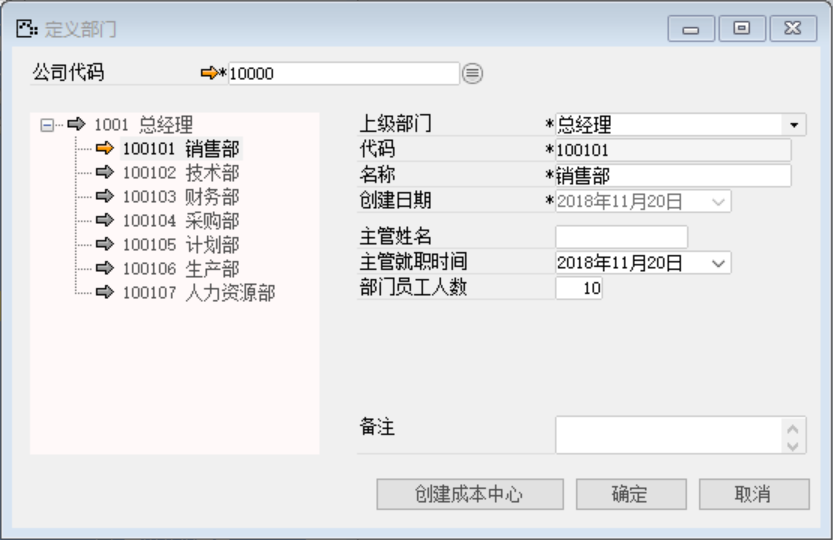 定义部门
公司代码 *10000
1001 总经理
100101 销售部
100102 技术部
100103 财务部
100104 采购部
100105 计划部
100106 生产部
100107 人力资源部
上级部门 *总经理
代码 *100101
名称 *销售部
创建日期 *2018年11月20日
主管姓名
主管就职时间 2018年11月20日
部门员工人数 10
备注
创建成本中心 确定 取消